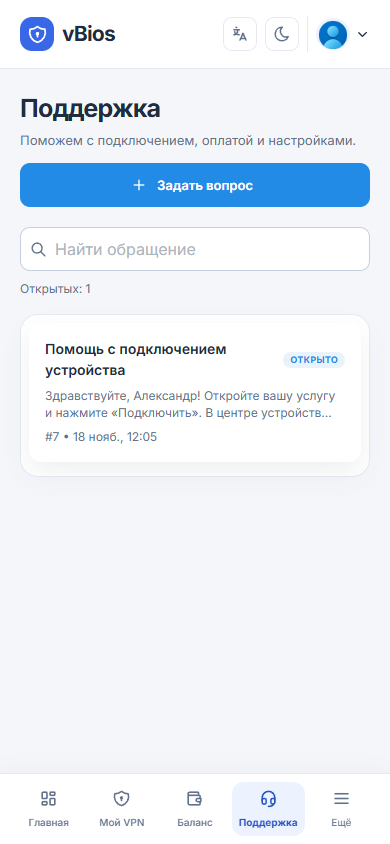 vBios
Поддержка
Поможем с подключением, оплатой и настройками.
Задать вопрос
Найти обращение
Открытых: 1
Помощь с подключением
устройства
ОТКРЫТО
Здравствуйте, Александр! Откройте вашу услугу
и нажмите «Подключить». В центре устройств...
#7 • 18 нояб., 12:05
Главная
Мой VPN
Баланс
Поддержка
Ещё